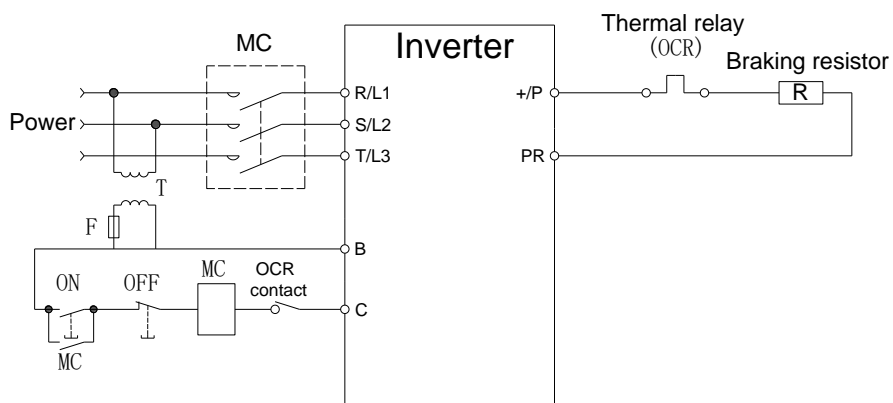 MC
Inverter
Thermal relay
(OCR)
Braking resistor
R/L1
+/P
R
Power
S/L2
T/L3
PR
T
F
B
ON
OFF
MC
OCR
contact
C
MC